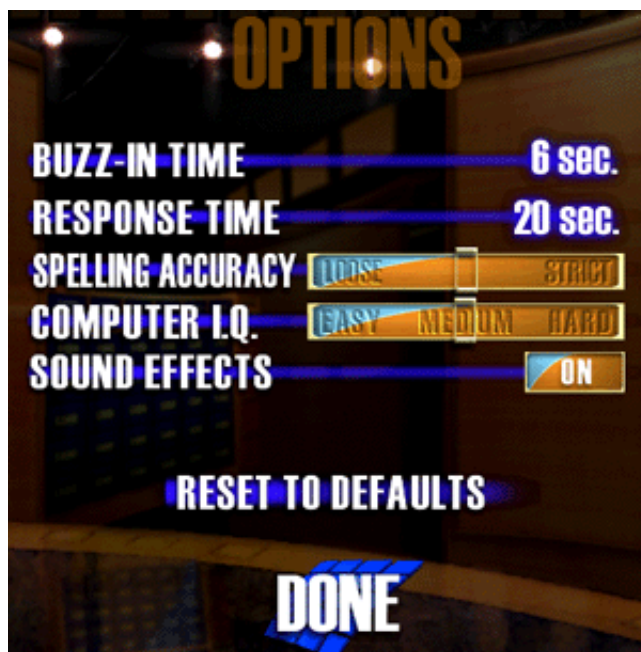 OPTIONS
BUZZ-IN TIME 6 sec.
RESPONSE TIME 20 sec.
SPELLING ACCURACY LOOSE STRICT
COMPUTER I.Q. EASY MEDIUM HARD
SOUND EFFECTS ON
RESET TO DEFAULTS
DONE